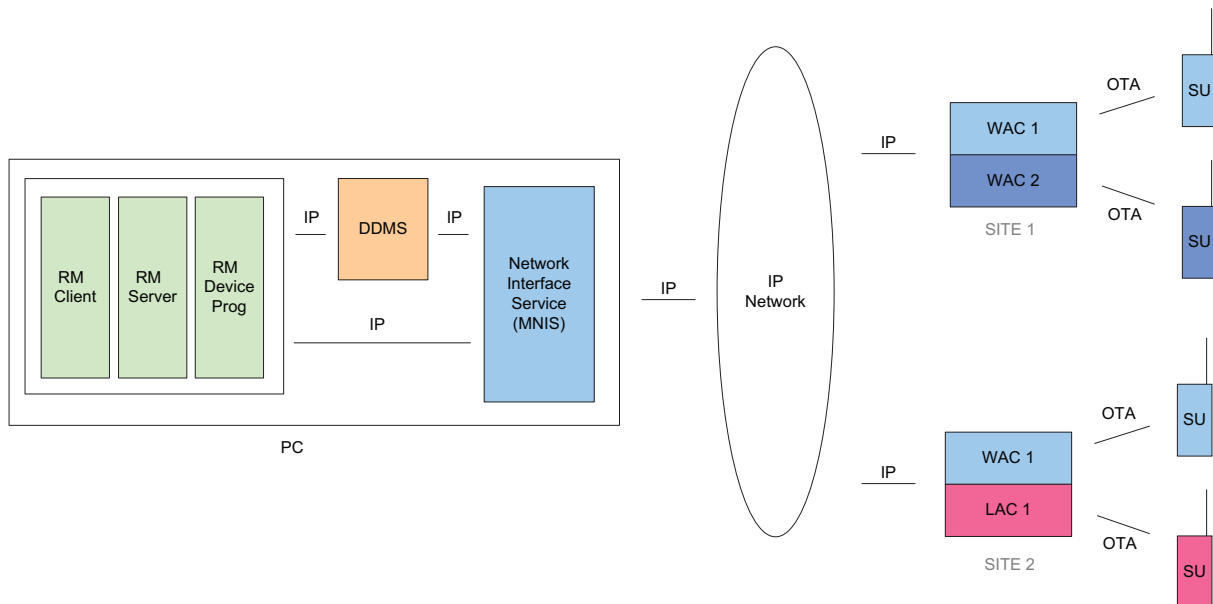 RM
Client
RM
Server
RM
Device
Prog
IP
DDMS
IP
IP
Network
Interface
Service
(MNIS)
PC
IP
IP
Network
IP
WAC 1
WAC 2
SITE 1
OTA
SU
OTA
SU
IP
WAC 1
LAC 1
SITE 2
OTA
SU
OTA
SU